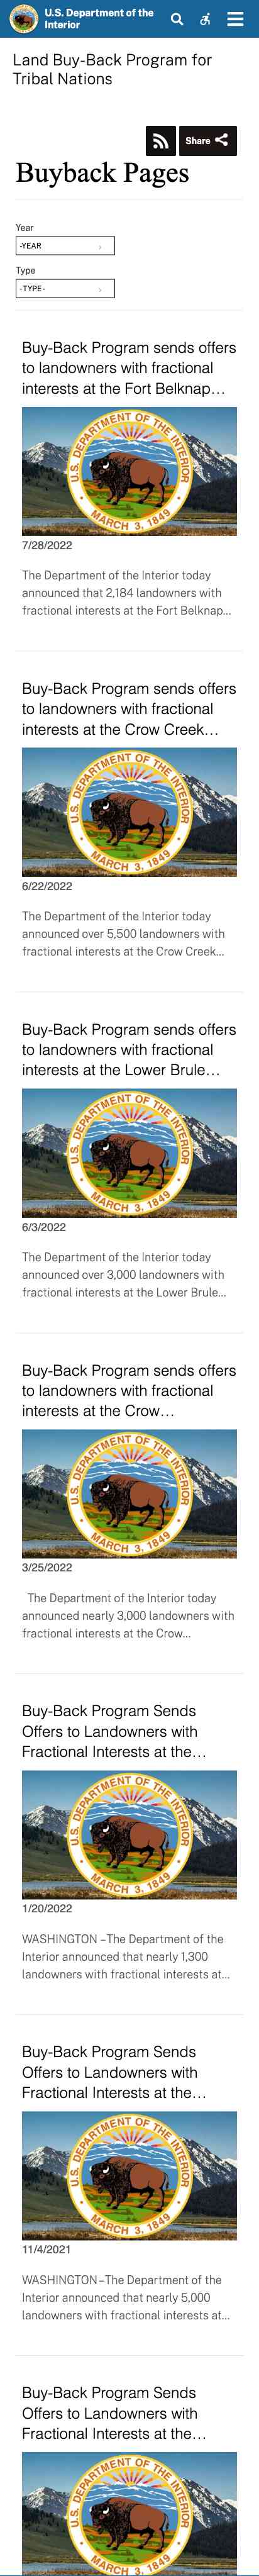 U.S. Department of the
Interior
Land Buy-Back Program for
Tribal Nations
Share
Buyback Pages
Year
-YEAR
Type
-TYPE-
Buy-Back Program sends offers
to landowners with fractional
interests at the Fort Belknap…
U.S. DEPARTMENT OF THE INTERIOR
MARCH 3, 1849
7/28/2022
The Department of the Interior today
announced that 2,184 landowners with
fractional interests at the Fort Belknap...
Buy-Back Program sends offers
to landowners with fractional
interests at the Crow Creek…
U.S. DEPARTMENT OF THE INTERIOR
MARCH 3, 1849
6/22/2022
The Department of the Interior today
announced over 5,500 landowners with
fractional interests at the Crow Creek...
Buy-Back Program sends offers
to landowners with fractional
interests at the Lower Brule…
U.S. DEPARTMENT OF THE INTERIOR
MARCH 3, 1849
6/3/2022
The Department of the Interior today
announced over 3,000 landowners with
fractional interests at the Lower Brule...
Buy-Back Program sends offers
to landowners with fractional
interests at the Crow…
U.S. DEPARTMENT OF THE INTERIOR
MARCH 3, 1849
3/25/2022
The Department of the Interior today
announced nearly 3,000 landowners with
fractional interests at the Crow...
Buy-Back Program Sends
Offers to Landowners with
Fractional Interests at the…
U.S. DEPARTMENT OF THE INTERIOR
MARCH 3, 1849
1/20/2022
WASHINGTON – The Department of the
Interior announced that nearly 1,300
landowners with fractional interests at...
Buy-Back Program Sends
Offers to Landowners with
Fractional Interests at the…
U.S. DEPARTMENT OF THE INTERIOR
MARCH 3, 1849
11/4/2021
WASHINGTON – The Department of the
Interior announced that nearly 5,000
landowners with fractional interests at...
Buy-Back Program Sends
Offers to Landowners with
Fractional Interests at the…
U.S. DEPARTMENT OF THE INTERIOR
MARCH 3, 1849